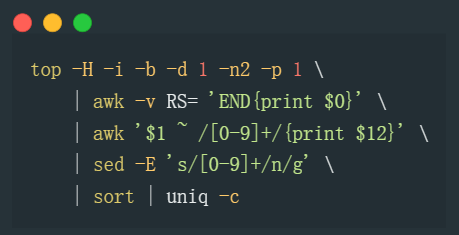 top -H -i -b -d 1 -n2 -p 1 \
| awk -v RS= 'END{print $0}' \
| awk '$1 ~ /[0-9]+/{print $12}' \
| sed -E 's/[0-9]+/n/g' \
| sort | uniq -c